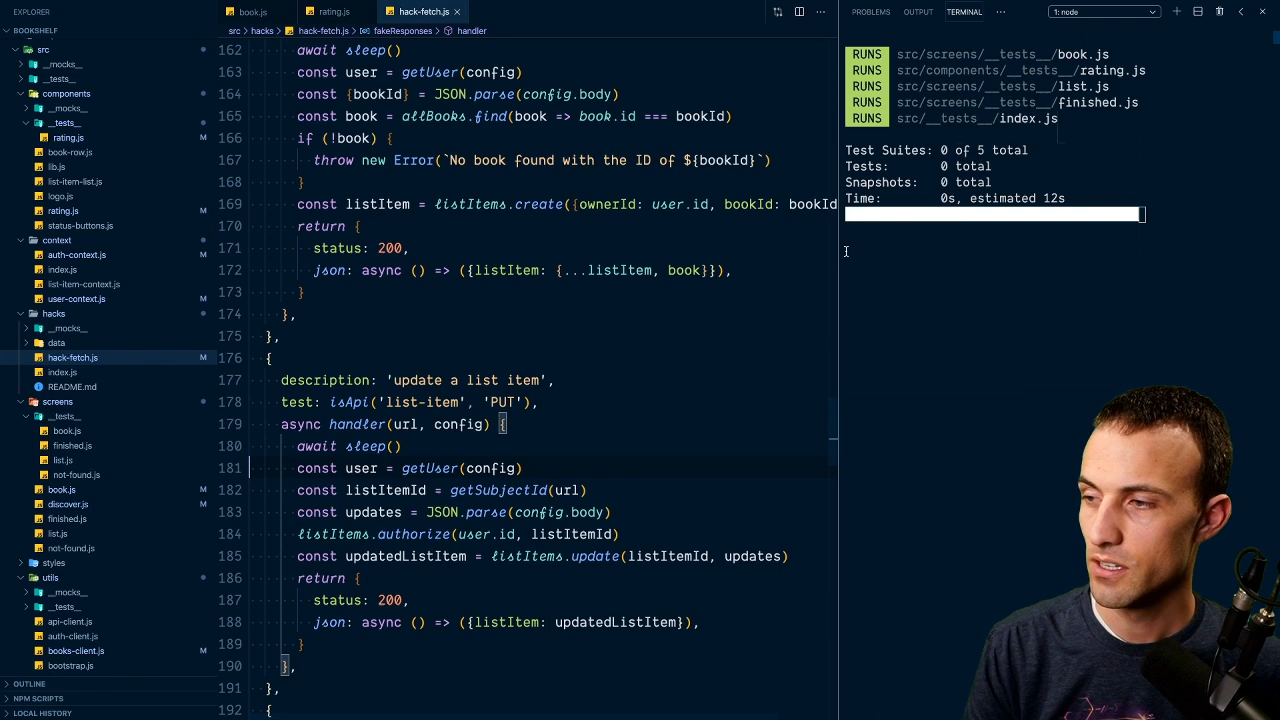 EXPLORER
book.js
rating.js
hack-fetch.js
PROBLEMS
OUTPUT
TERMINAL
1: node
BOOKSHELF
src > hacks > hack-fetch.js > fakeResponses > handler
src
__mocks__
__tests__
components
__mocks__
__tests__
rating.js M
book-row.js
lib.js
list-item-list.js
logo.js
rating.js M
status-buttons.js
context
auth-context.js M
index.js
list-item-context.js
user-context.js M
hacks
__mocks__
data
hack-fetch.js M
index.js
README.md
screens
__tests__
book.js
finished.js
list.js
not-found.js
book.js M
discover.js M
finished.js
list.js
not-found.js
styles
utils
__mocks__
__tests__
api-client.js
auth-client.js
books-client.js M
bootstrap.js
OUTLINE
NPM SCRIPTS
LOCAL HISTORY
162 await sleep()
163 const user = getUser(config)
164 const {bookId} = JSON.parse(config.body)
165 const book = allBooks.find(book => book.id === bookId)
166 if (!book) {
167 throw new Error(`No book found with the ID of ${bookId}`)
168 }
169 const listItem = listItems.create({ownerId: user.id, bookId: bookId
170 return {
171 status: 200,
172 json: async () => ({listItem: {...listItem, book}}),
173 }
174 },
175 },
176 {
177 description: 'update a list item',
178 test: isApi('list-item', 'PUT'),
179 async handler(url, config) {
180 await sleep()
181 const user = getUser(config)
182 const listItemId = getSubjectId(url)
183 const updates = JSON.parse(config.body)
184 listItems.authorize(user.id, listItemId)
185 const updatedListItem = listItems.update(listItemId, updates)
186 return {
187 status: 200,
188 json: async () => ({listItem: updatedListItem}),
189 }
190 },
191 },
192 {
RUNS src/screens/__tests__/book.js
RUNS src/components/__tests__/rating.js
RUNS src/screens/__tests__/list.js
RUNS src/screens/__tests__/finished.js
RUNS src/__tests__/index.js
Test Suites: 0 of 5 total
Tests: 0 total
Snapshots: 0 total
Time: 0s, estimated 12s